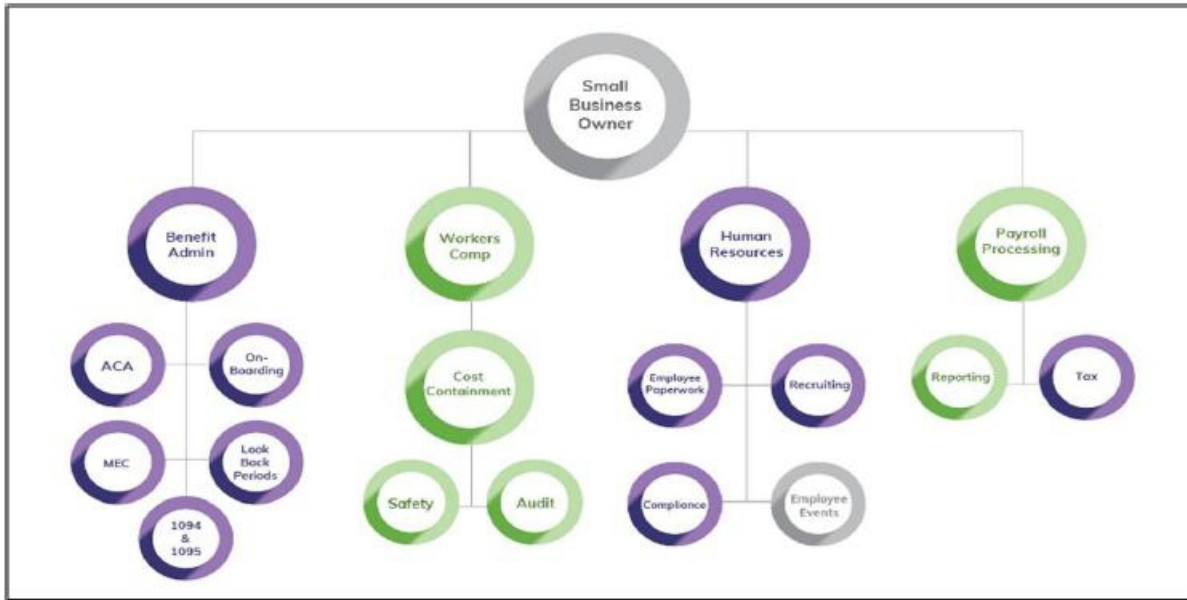 Small
Business
Owner
Benefit
Admin
Workers
Comp
Human
Resources
Payroll
Processing
ACA
On-
Boarding
Cost
Containment
Employee
Paperwork
Recruiting
Reporting
Tax
MEC
Look
Back
Periods
Safety
Audit
Compliance
Employee
Events
1094
&
1095